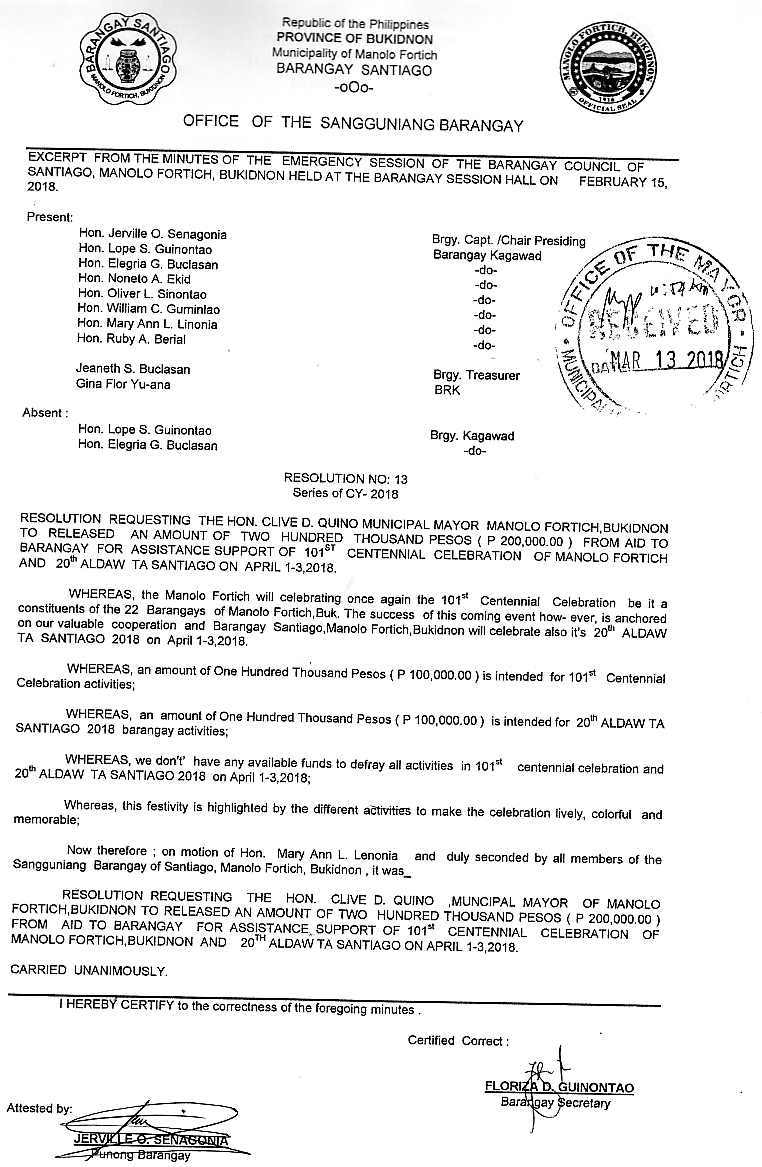 BARANGAY SANTIAGO
MANOLO FORTICH, BUKIDNON
Republic of the Philippines
PROVINCE OF BUKIDNON
Municipality of Manolo Fortich
BARANGAY SANTIAGO
-oOo-
MANOLO FORTICH, BUKIDNON
1916
OFFICIAL SEAL
OFFICE OF THE SANGGUNIANG BARANGAY
EXCERPT FROM THE MINUTES OF THE EMERGENCY SESSION OF THE BARANGAY COUNCIL OF
SANTIAGO, MANOLO FORTICH, BUKIDNON HELD AT THE BARANGAY SESSION HALL ON FEBRUARY 15,
2018.
Present:
Hon. Jerville O. Senagonia Brgy. Capt. /Chair Presiding
Hon. Lope S. Guinontao Barangay Kagawad
Hon. Elegria G. Buclasan -do-
Hon. Noneto A. Ekid -do-
Hon. Oliver L. Sinontao -do-
Hon. William C. Guminlao -do-
Hon. Mary Ann L. Linonia -do-
Hon. Ruby A. Berial -do-
Jeaneth S. Buclasan Brgy. Treasurer
Gina Flor Yu-ana BRK
OFFICE OF THE MAYOR
RECEIVED
DATE MAR 13 2018
Absent :
Hon. Lope S. Guinontao Brgy. Kagawad
Hon. Elegria G. Buclasan -do-
RESOLUTION NO: 13
Series of CY- 2018
RESOLUTION REQUESTING THE HON. CLIVE D. QUINO MUNICIPAL MAYOR MANOLO FORTICH,BUKIDNON
TO RELEASED AN AMOUNT OF TWO HUNDRED THOUSAND PESOS ( P 200,000.00 ) FROM AID TO
BARANGAY FOR ASSISTANCE SUPPORT OF 101ST CENTENNIAL CELEBRATION OF MANOLO FORTICH
AND 20th ALDAW TA SANTIAGO ON APRIL 1-3,2018.
WHEREAS, the Manolo Fortich will celebrating once again the 101st Centennial Celebration be it a
constituents of the 22 Barangays of Manolo Fortich,Buk. The success of this coming event how- ever, is anchored
on our valuable cooperation and Barangay Santiago,Manolo Fortich,Bukidnon will celebrate also it's 20th ALDAW
TA SANTIAGO 2018 on April 1-3,2018.
WHEREAS, an amount of One Hundred Thousand Pesos ( P 100,000.00 ) is intended for 101st Centennial
Celebration activities;
WHEREAS, an amount of One Hundred Thousand Pesos ( P 100,000.00 ) is intended for 20th ALDAW TA
SANTIAGO 2018 barangay activities;
WHEREAS, we don't' have any available funds to defray all activities in 101st centennial celebration and
20th ALDAW TA SANTIAGO 2018 on April 1-3,2018;
Whereas, this festivity is highlighted by the different activities to make the celebration lively, colorful and
memorable;
Now therefore ; on motion of Hon. Mary Ann L. Lenonia and duly seconded by all members of the
Sangguniang Barangay of Santiago, Manolo Fortich, Bukidnon , it was_
RESOLUTION REQUESTING THE HON. CLIVE D. QUINO ,MUNCIPAL MAYOR OF MANOLO
FORTICH,BUKIDNON TO RELEASED AN AMOUNT OF TWO HUNDRED THOUSAND PESOS ( P 200,000.00 )
FROM AID TO BARANGAY FOR ASSISTANCE SUPPORT OF 101st CENTENNIAL CELEBRATION OF
MANOLO FORTICH,BUKIDNON AND 20TH ALDAW TA SANTIAGO ON APRIL 1-3,2018.
CARRIED UNANIMOUSLY.
I HEREBY CERTIFY to the correctness of the foregoing minutes .
Certified Correct :
FLORIZA D. GUINONTAO
Barangay Secretary
Attested by:
JERVILLE O. SENAGONIA
Punong Barangay